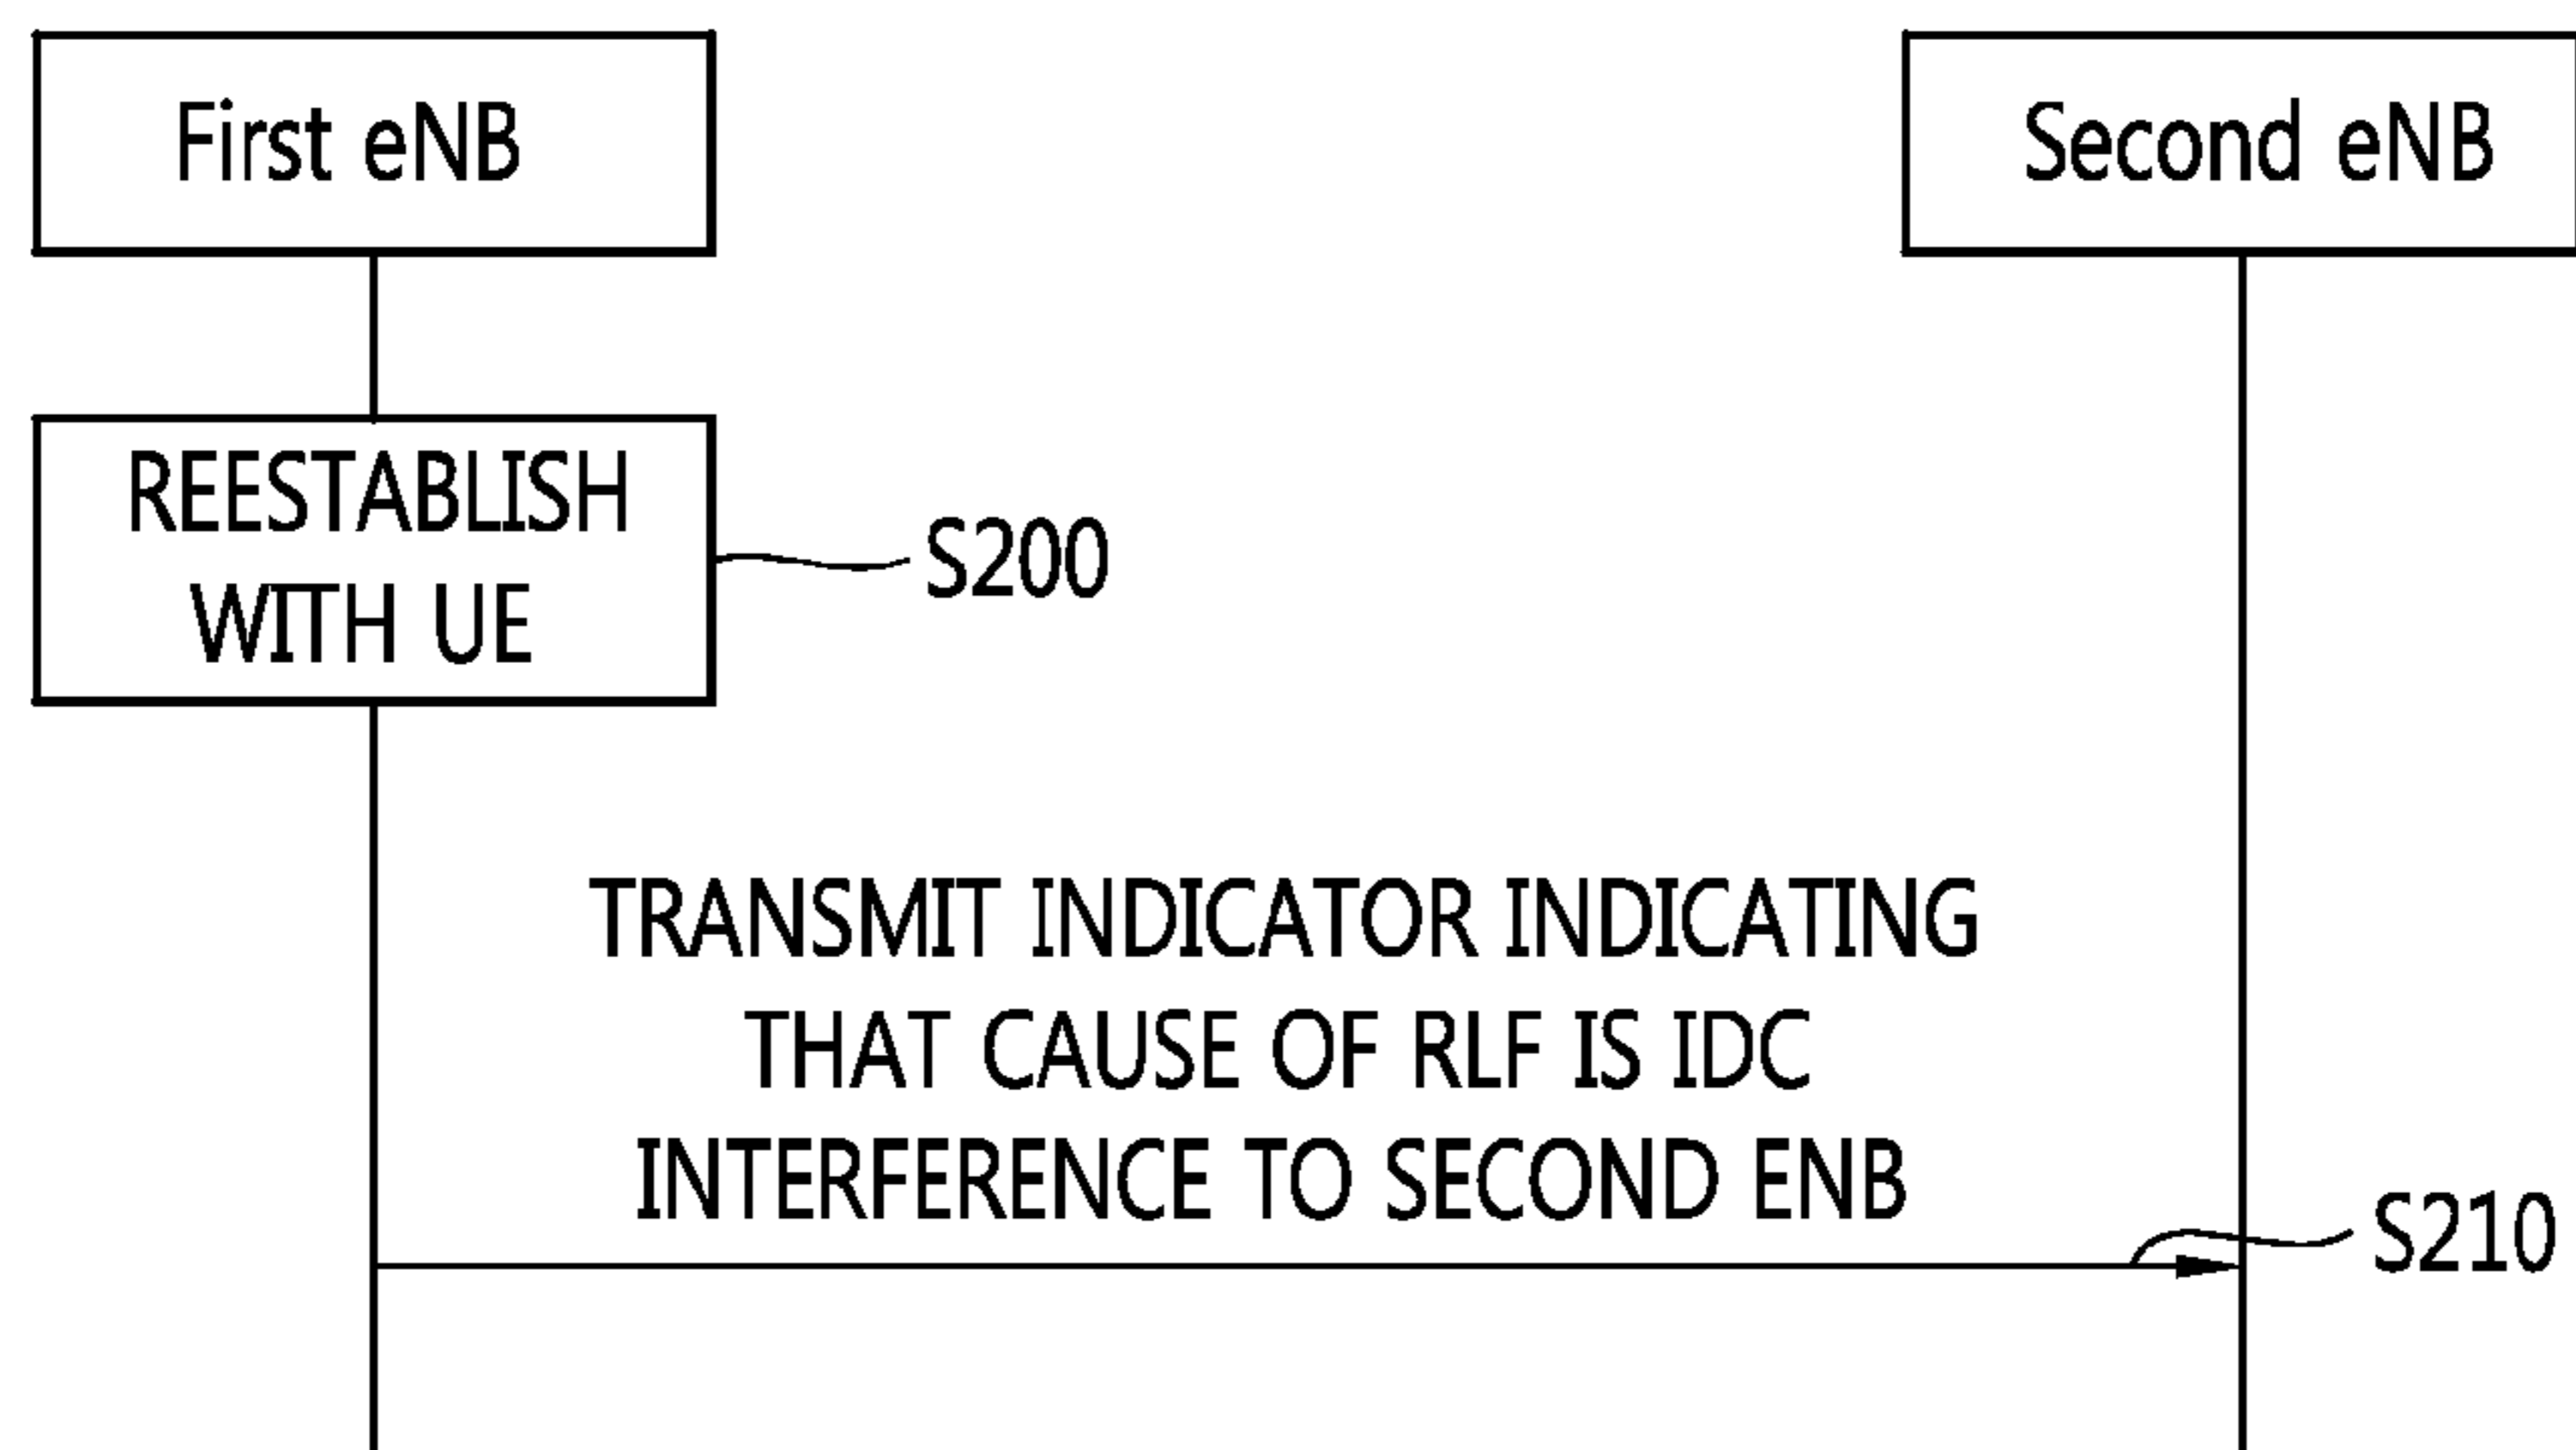 First eNB
Second eNB
REESTABLISH
WITH UE
S200
TRANSMIT INDICATOR INDICATING
THAT CAUSE OF RLF IS IDC
INTERFERENCE TO SECOND ENB
S210